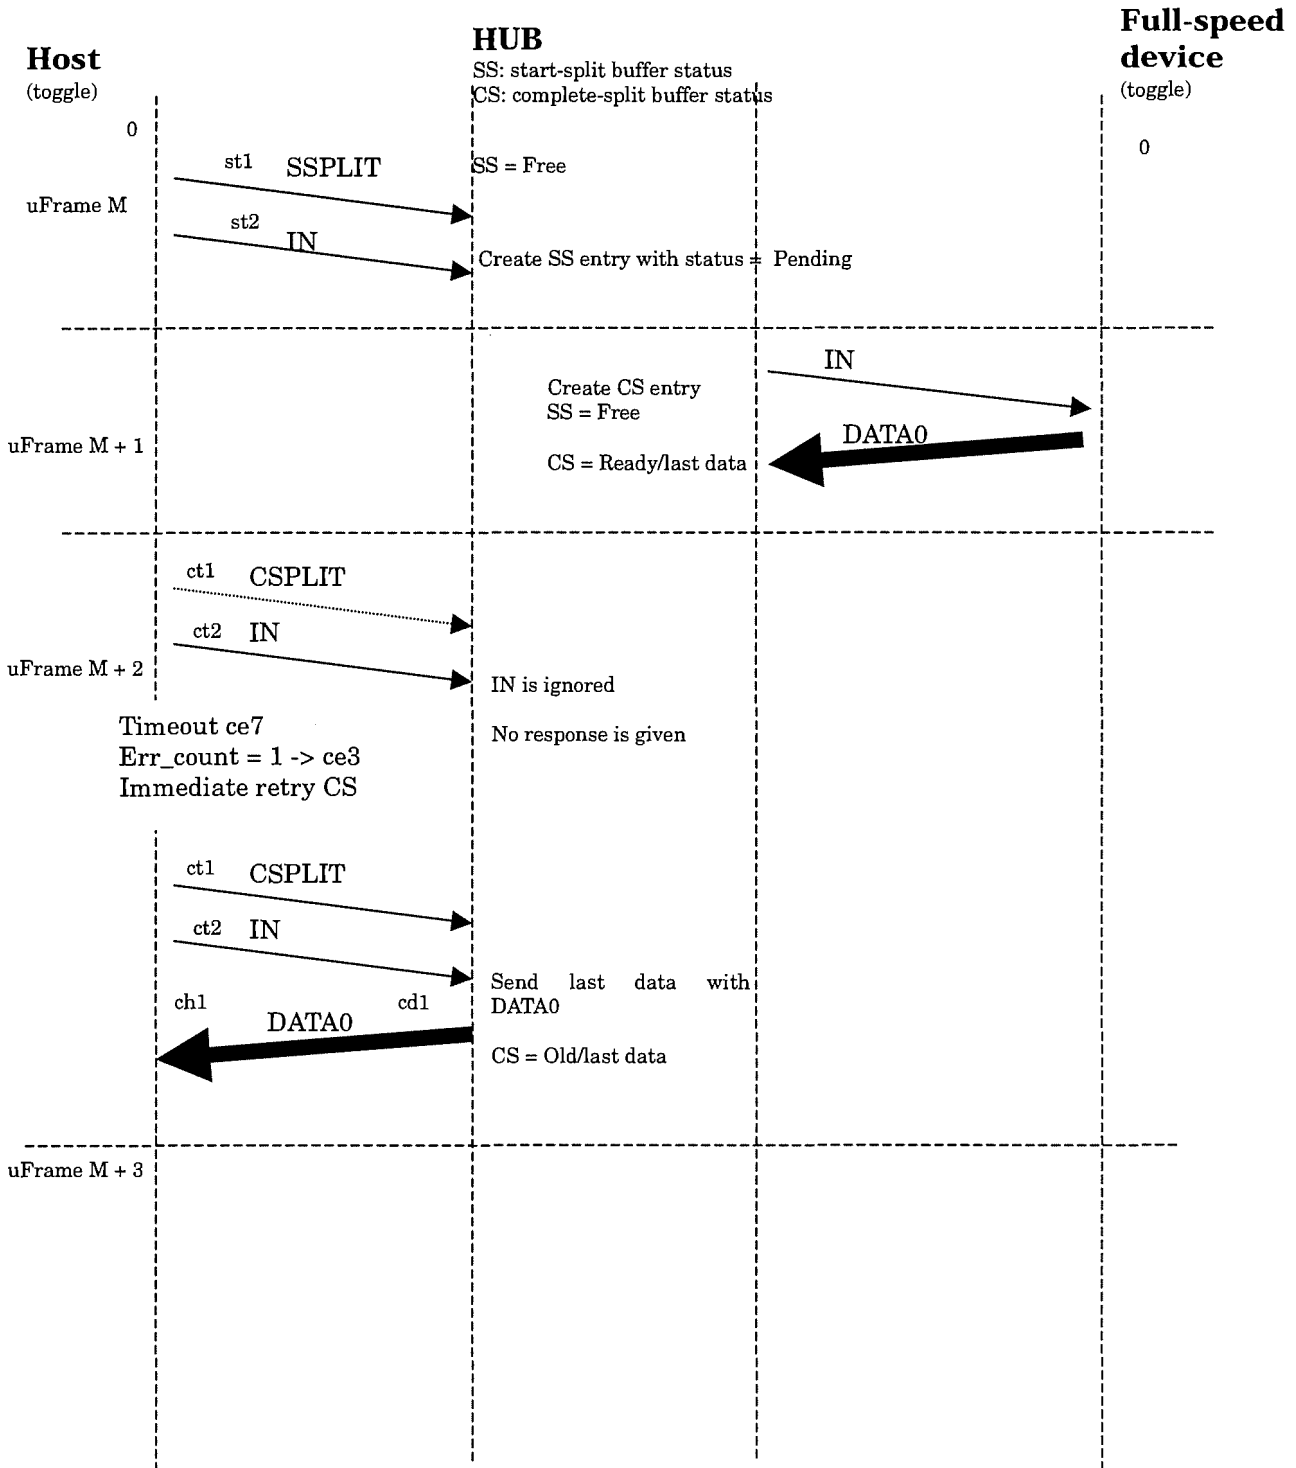 Host
(toggle)
HUB
SS: start-split buffer status
CS: complete-split buffer status
Full-speed
device
(toggle)
0
0
st1 SSPLIT
SS = Free
uFrame M
st2 IN
Create SS entry with status = Pending
IN
Create CS entry
SS = Free
uFrame M + 1
DATA0
CS = Ready/last data
ct1 CSPLIT
ct2 IN
uFrame M + 2
IN is ignored
No response is given
Timeout ce7
Err_count = 1 -> ce3
Immediate retry CS
ct1 CSPLIT
ct2 IN
Send last data with
DATA0
ch1 DATA0 cd1
CS = Old/last data
uFrame M + 3